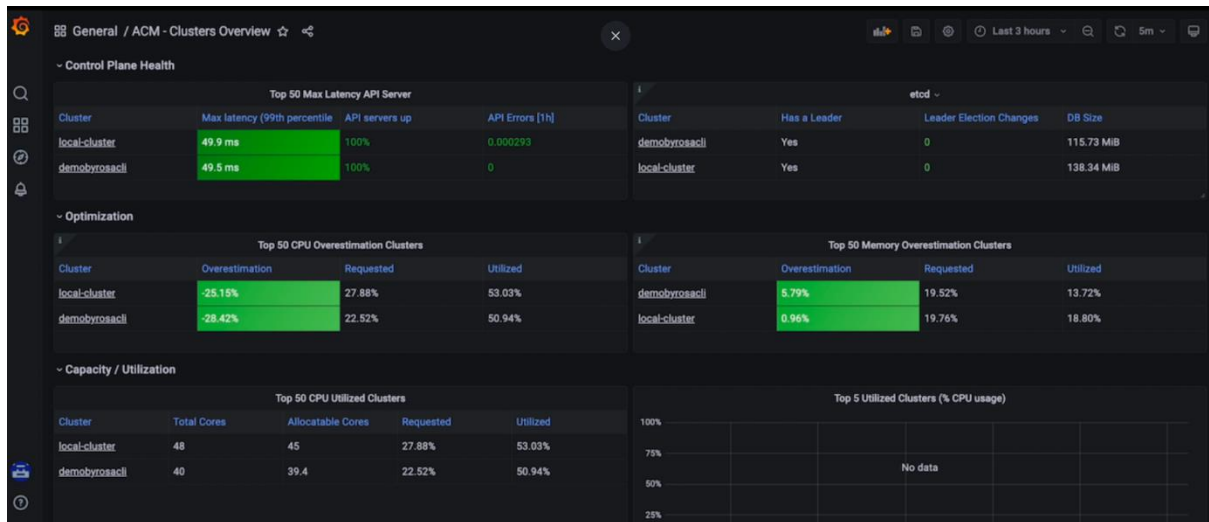 General / ACM - Clusters Overview
Last 3 hours
5m
Control Plane Health
Top 50 Max Latency API Server
Cluster Max latency (99th percentile API servers up API Errors [1h]
local-cluster 49.9 ms 100% 0.000293
demobyrosacli 49.5 ms 100% 0
etcd
Cluster Has a Leader Leader Election Changes DB Size
demobyrosacli Yes 0 115.73 MiB
local-cluster Yes 0 138.34 MiB
Optimization
Top 50 CPU Overestimation Clusters
Cluster Overestimation Requested Utilized
local-cluster -25.15% 27.88% 53.03%
demobyrosacli -28.42% 22.52% 50.94%
Top 50 Memory Overestimation Clusters
Cluster Overestimation Requested Utilized
demobyrosacli 5.79% 19.52% 13.72%
local-cluster 0.96% 19.76% 18.80%
Capacity / Utilization
Top 50 CPU Utilized Clusters
Cluster Total Cores Allocatable Cores Requested Utilized
local-cluster 48 45 27.88% 53.03%
demobyrosacli 40 39.4 22.52% 50.94%
Top 5 Utilized Clusters (% CPU usage)
100%
75%
No data
50%
25%